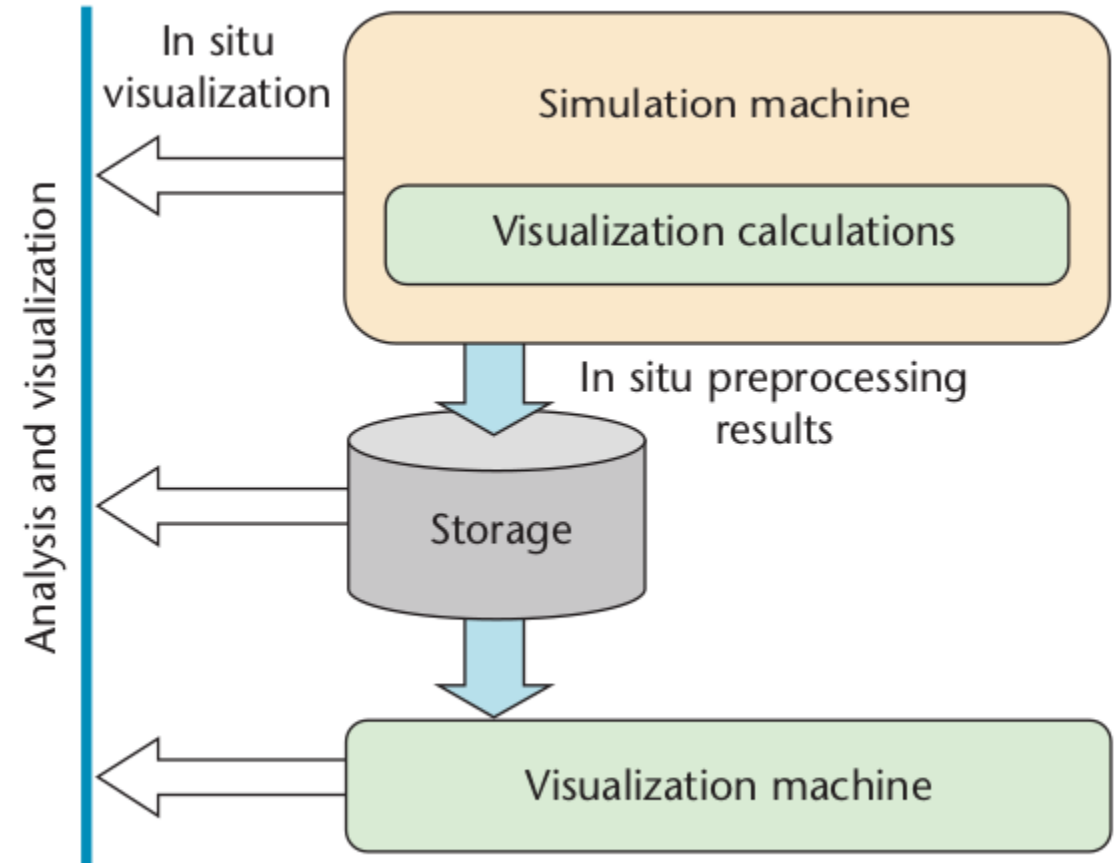 In situ
visualization
Simulation machine
Visualization calculations
In situ preprocessing
results
Analysis and visualization
Storage
Visualization machine